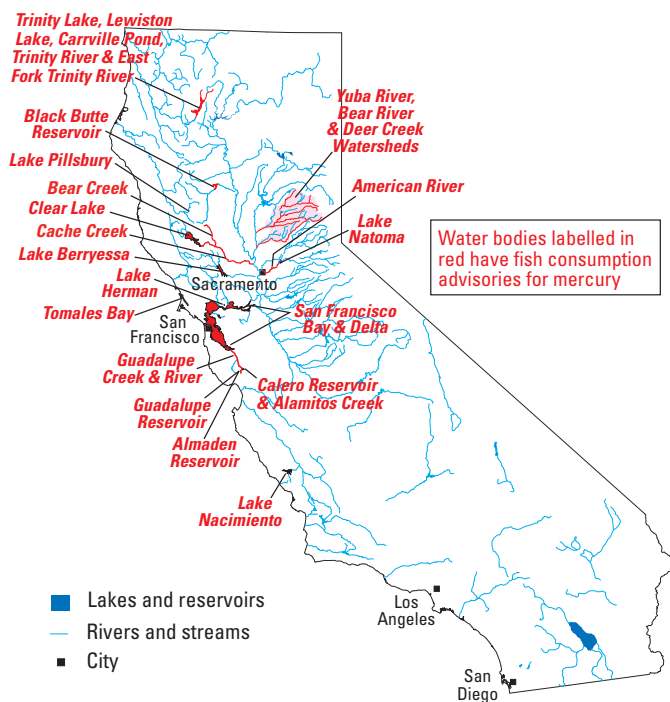 Trinity Lake, Lewiston
Lake, Carrville Pond,
Trinity River & East
Fork Trinity River
Black Butte
Reservoir
Lake Pillsbury
Bear Creek
Clear Lake
Cache Creek
Lake Berryessa
Lake
Herman
Tomales Bay
Sacramento
San
Francisco
Yuba River,
Bear River
& Deer Creek
Watersheds
American River
Lake
Natoma
Water bodies labelled in
red have fish consumption
advisories for mercury
San Francisco
Bay & Delta
Guadalupe
Creek & River
Calero Reservoir
& Alamitos Creek
Guadalupe
Reservoir
Almaden
Reservoir
Lake
Nacimiento
Los
Angeles
San
Diego
Lakes and reservoirs
Rivers and streams
City